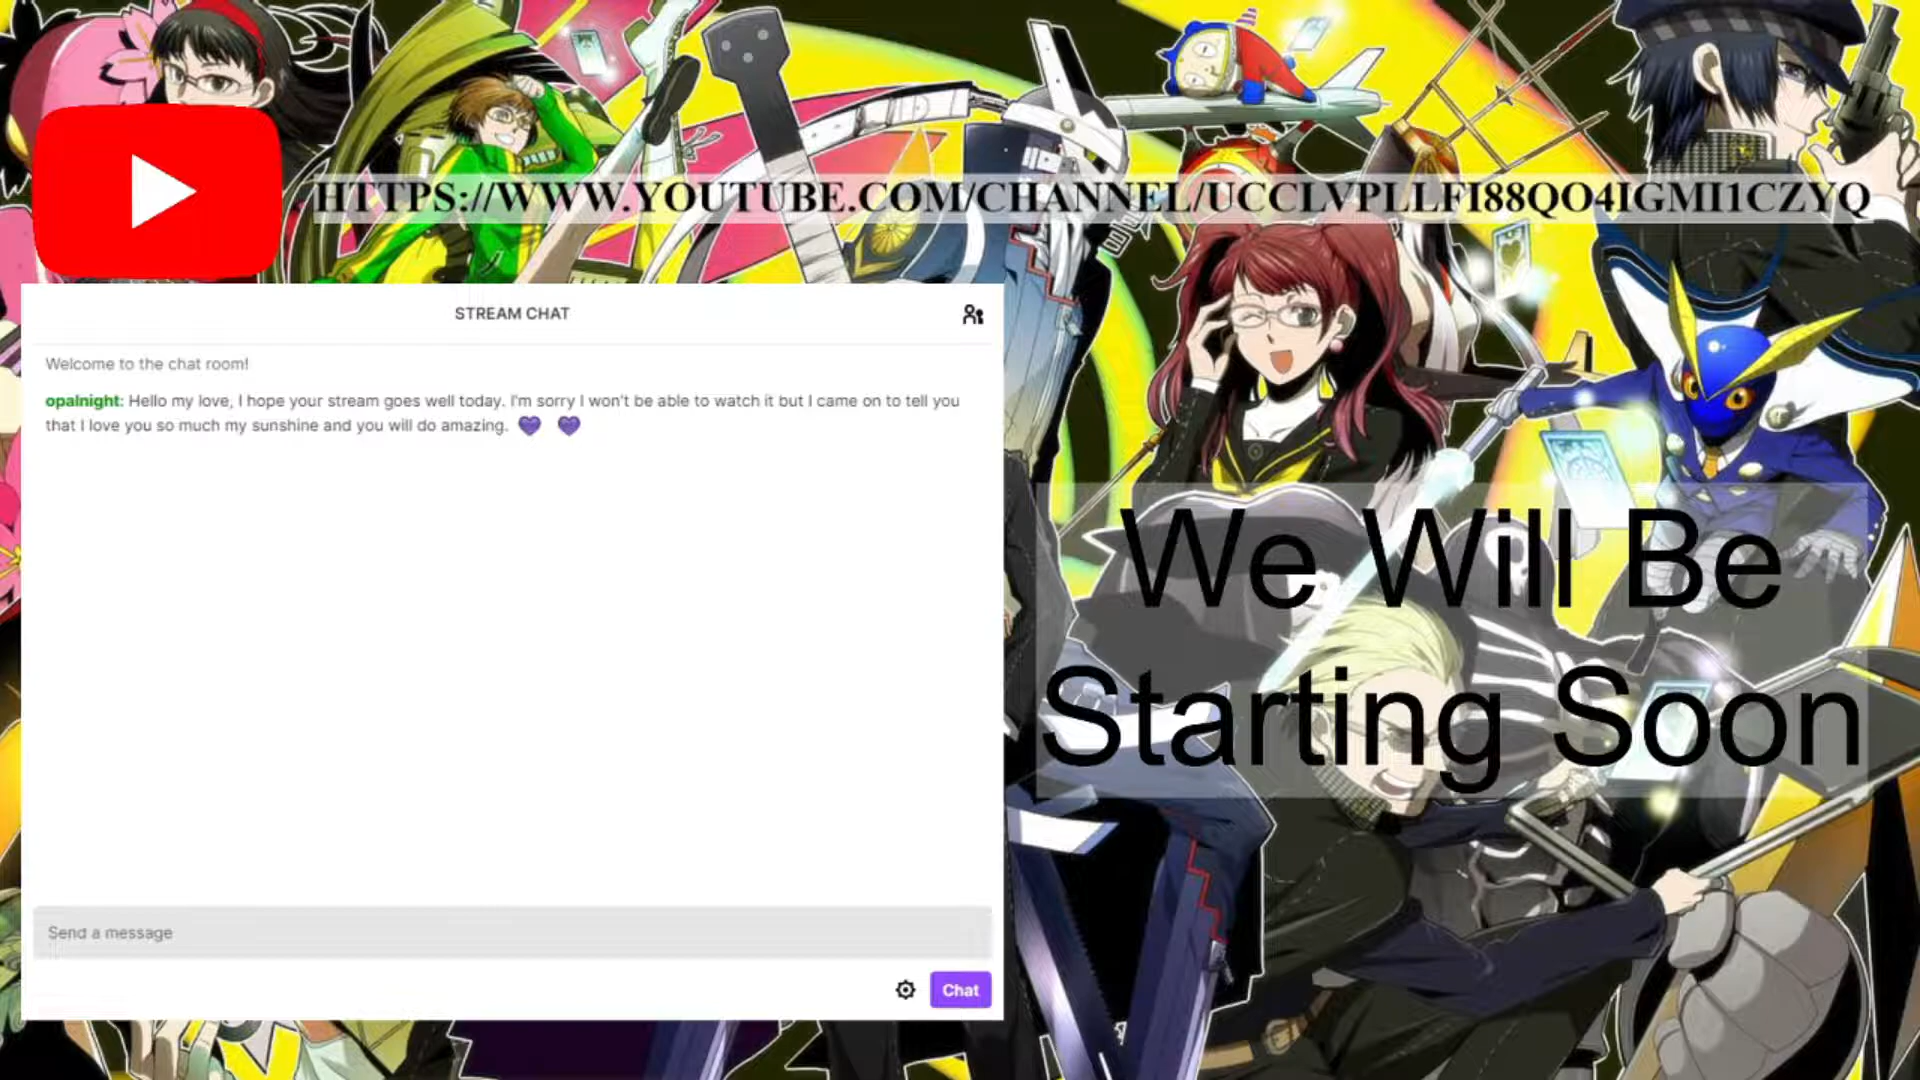 HTTPS://WWW.YOUTUBE.COM/CHANNEL/UCCLVPLLFI88QO4IGMI1CZYQ
STREAM CHAT
Welcome to the chat room!
opalnight: Hello my love, I hope your stream goes well today. I'm sorry I won't be able to watch it but I came on to tell you
that I love you so much my sunshine and you will do amazing.
We Will Be
Starting Soon
Send a message
Chat